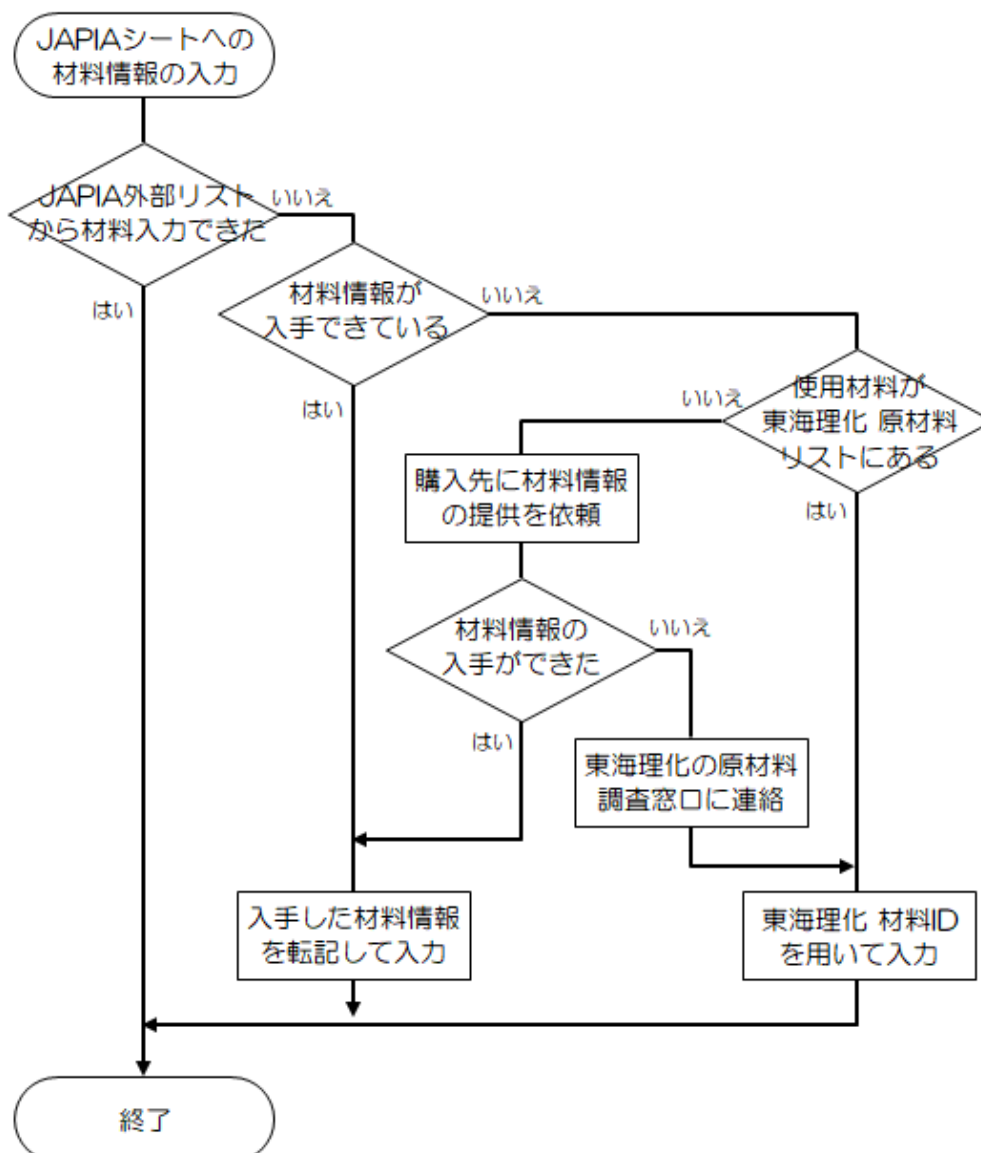 JAPIAシートへの
材料情報の入力
JAPIA外部リスト
から材料入力できた
いいえ
はい
材料情報が
入手できている
いいえ
はい
使用材料が
東海理化 原材料
リストにある
いいえ
はい
購入先に材料情報
の提供を依頼
材料情報の
入手ができた
いいえ
はい
東海理化の原材料
調査窓口に連絡
入手した材料情報
を転記して入力
東海理化 材料ID
を用いて入力
終了